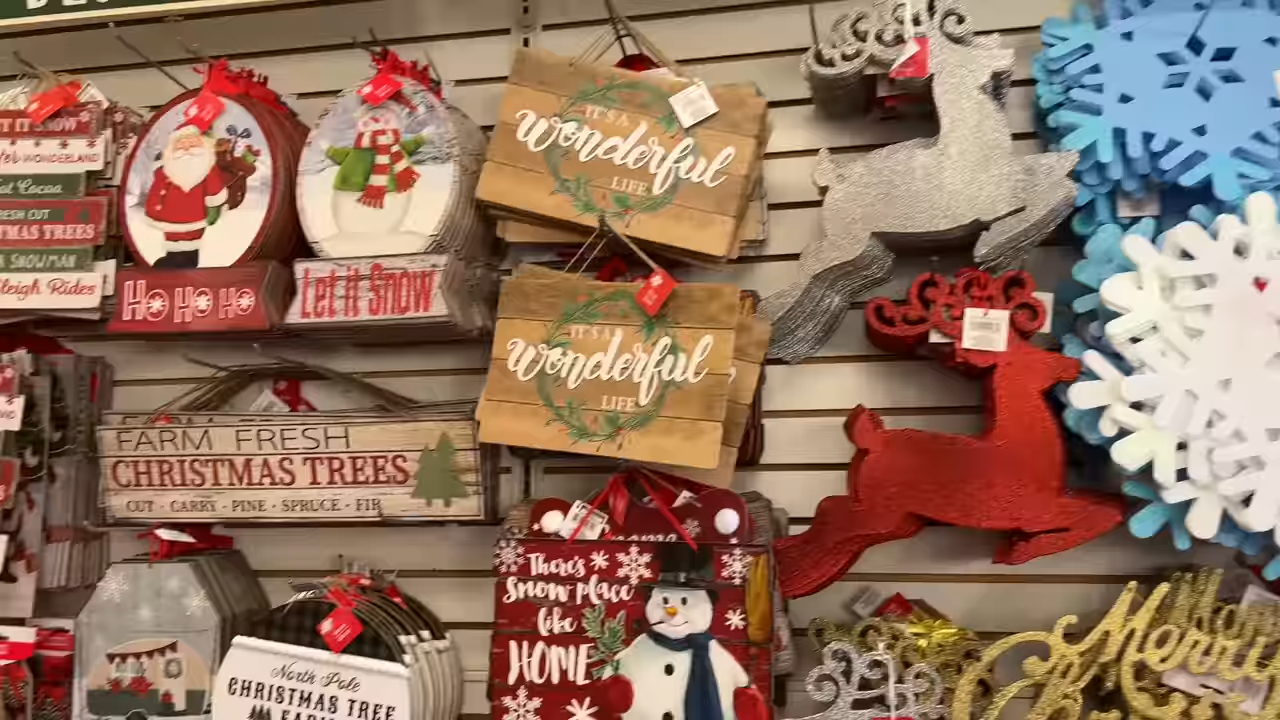 IT'S A
wonderful
LIFE
LET IT SNOW
WONDERLAND
Hot Cocoa
FRESH CUT
CHRISTMAS TREES
SNOWMAN
Sleigh Rides
HO HO HO
Let it Snow
IT'S A
wonderful
LIFE
FARM FRESH
CHRISTMAS TREES
CUT · CARRY · PINE · SPRUCE · FIR
There's
Snow place
like
HOME
North Pole
CHRISTMAS TREE
FARM
Merry